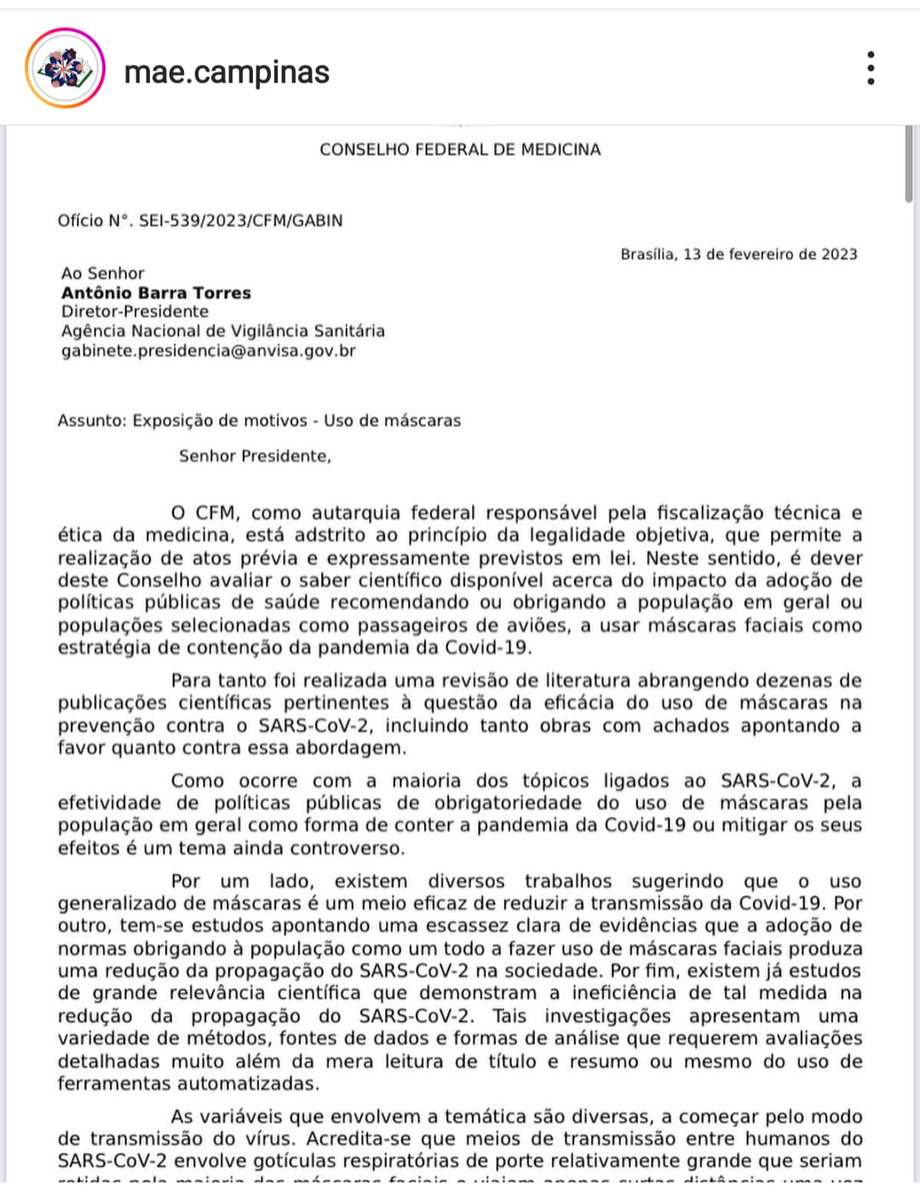 mae.campinas
CONSELHO FEDERAL DE MEDICINA
Ofício N°. SEI-539/2023/CFM/GABIN
Brasília, 13 de fevereiro de 2023
Ao Senhor
Antônio Barra Torres
Diretor-Presidente
Agência Nacional de Vigilância Sanitária
gabinete.presidencia@anvisa.gov.br
Assunto: Exposição de motivos - Uso de máscaras
Senhor Presidente,
O CFM, como autarquia federal responsável pela fiscalização técnica e
ética da medicina, está adstrito ao princípio da legalidade objetiva, que permite a
realização de atos prévia e expressamente previstos em lei. Neste sentido, é dever
deste Conselho avaliar o saber científico disponível acerca do impacto da adoção de
políticas públicas de saúde recomendando ou obrigando a população em geral ou
populações selecionadas como passageiros de aviões, a usar máscaras faciais como
estratégia de contenção da pandemia da Covid-19.
Para tanto foi realizada uma revisão de literatura abrangendo dezenas de
publicações científicas pertinentes à questão da eficácia do uso de máscaras na
prevenção contra o SARS-CoV-2, incluindo tanto obras com achados apontando a
favor quanto contra essa abordagem.
Como ocorre com a maioria dos tópicos ligados ao SARS-CoV-2, a
efetividade de políticas públicas de obrigatoriedade do uso de máscaras pela
população em geral como forma de conter a pandemia da Covid-19 ou mitigar os seus
efeitos é um tema ainda controverso.
Por um lado, existem diversos trabalhos sugerindo que o uso
generalizado de máscaras é um meio eficaz de reduzir a transmissão da Covid-19. Por
outro, tem-se estudos apontando uma escassez clara de evidências que a adoção de
normas obrigando à população como um todo a fazer uso de máscaras faciais produza
uma redução da propagação do SARS-CoV-2 na sociedade. Por fim, existem já estudos
de grande relevância científica que demonstram a ineficiência de tal medida na
redução da propagação do SARS-CoV-2. Tais investigações apresentam uma
variedade de métodos, fontes de dados e formas de análise que requerem avaliações
detalhadas muito além da mera leitura de título e resumo ou mesmo do uso de
ferramentas automatizadas.
As variáveis que envolvem a temática são diversas, a começar pelo modo
de transmissão do vírus. Acredita-se que meios de transmissão entre humanos do
SARS-CoV-2 envolve gotículas respiratórias de porte relativamente grande que seriam